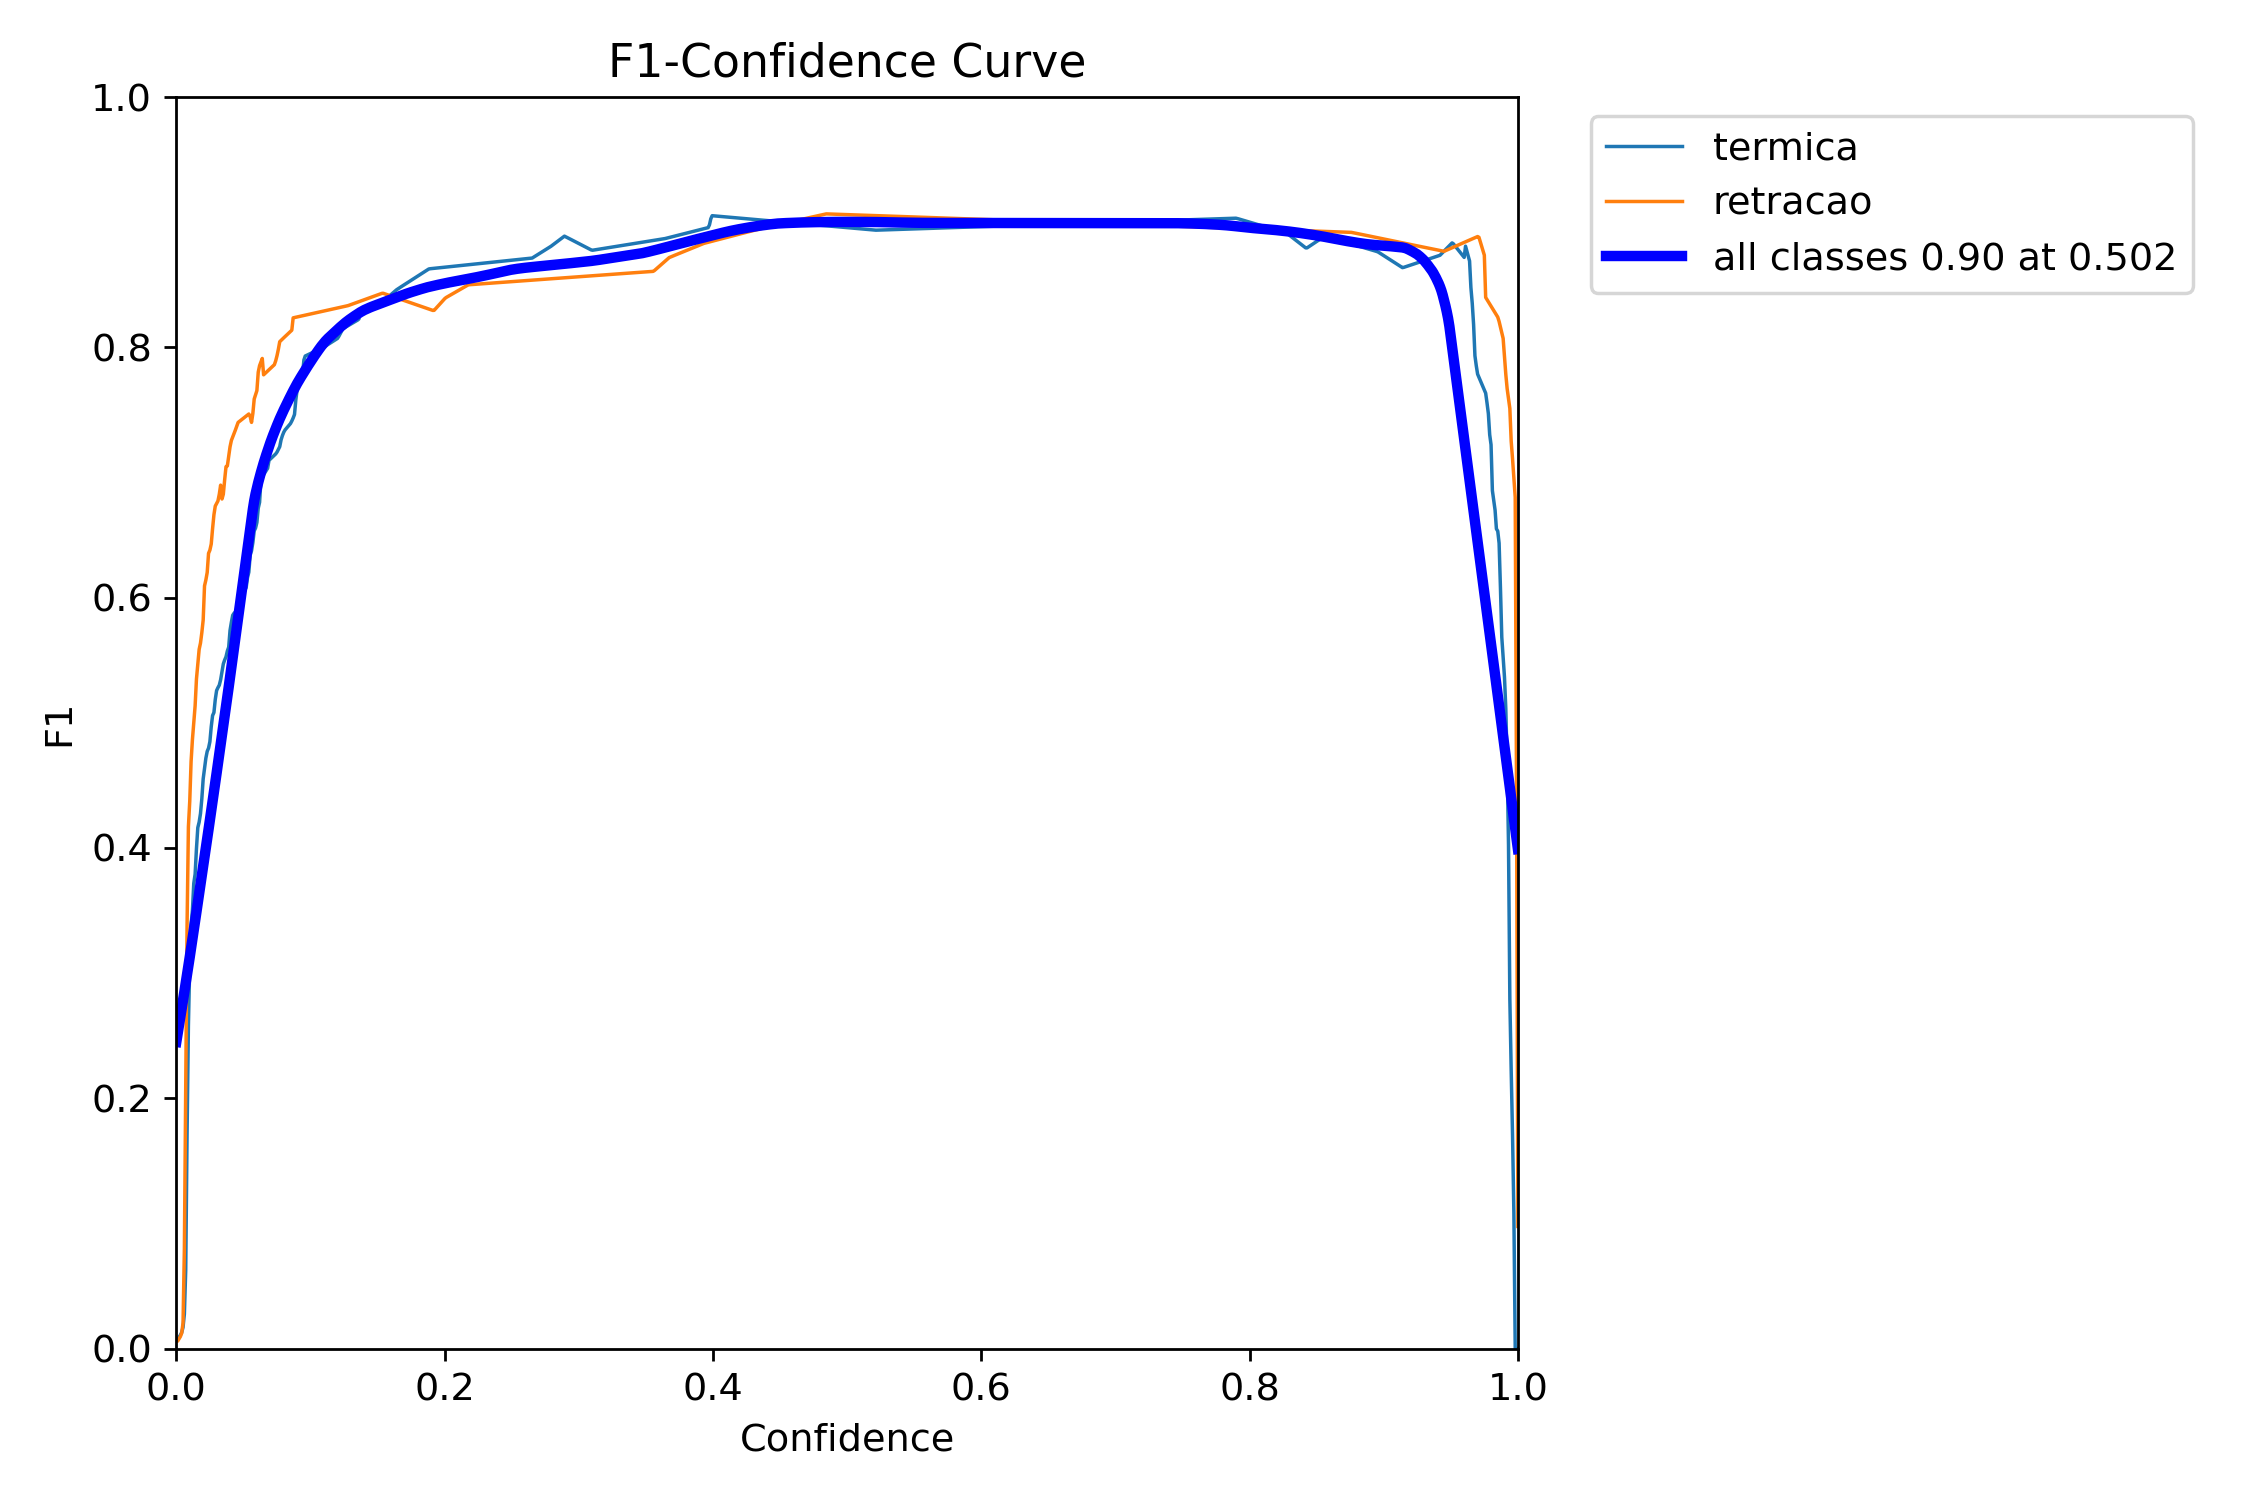 F1-Confidence Curve
1.0
0.8
0.6
0.4
0.2
0.0
F1
0.0 0.2 0.4 0.6 0.8 1.0
Confidence
termica
retracao
all classes 0.90 at 0.502